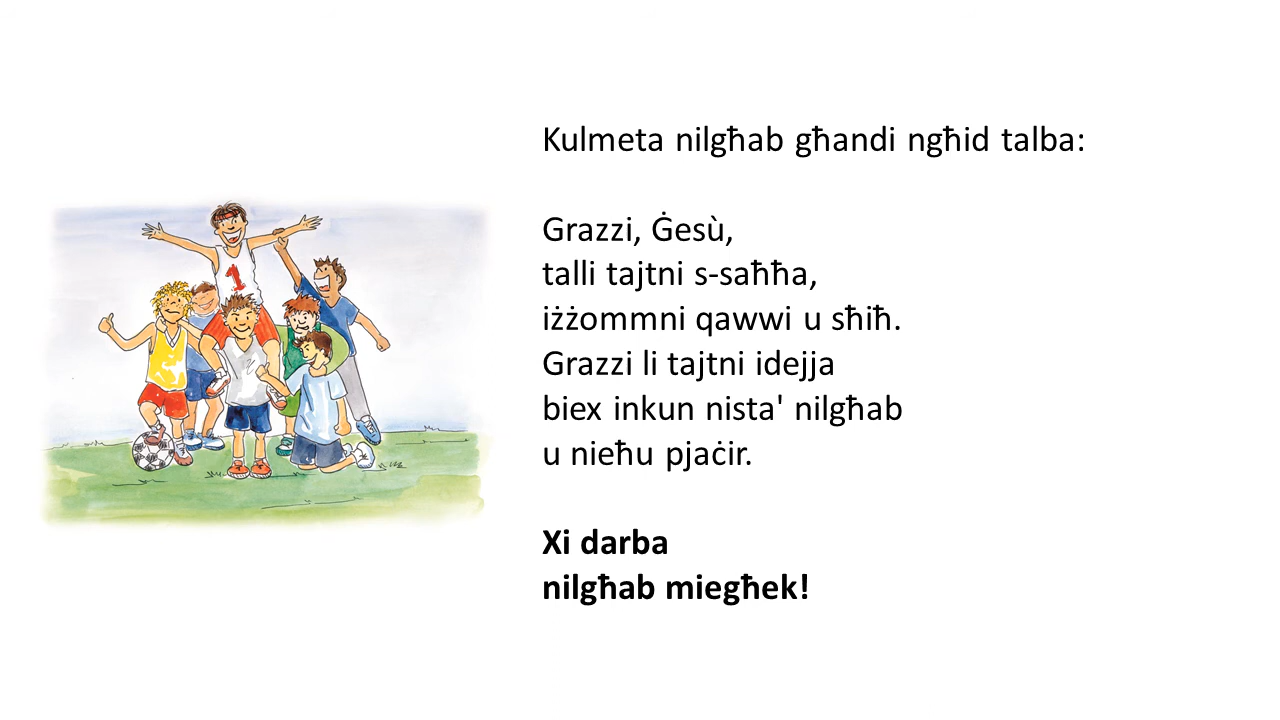 Kulmeta nilgħab għandi ngħid talba:
Grazzi, Ġesù,
talli tajtni s-saħħa,
iżżommni qawwi u sħiħ.
Grazzi li tajtni idejja
biex inkun nista' nilgħab
u nieħu pjaċir.
Xi darba
nilgħab miegħek!
1